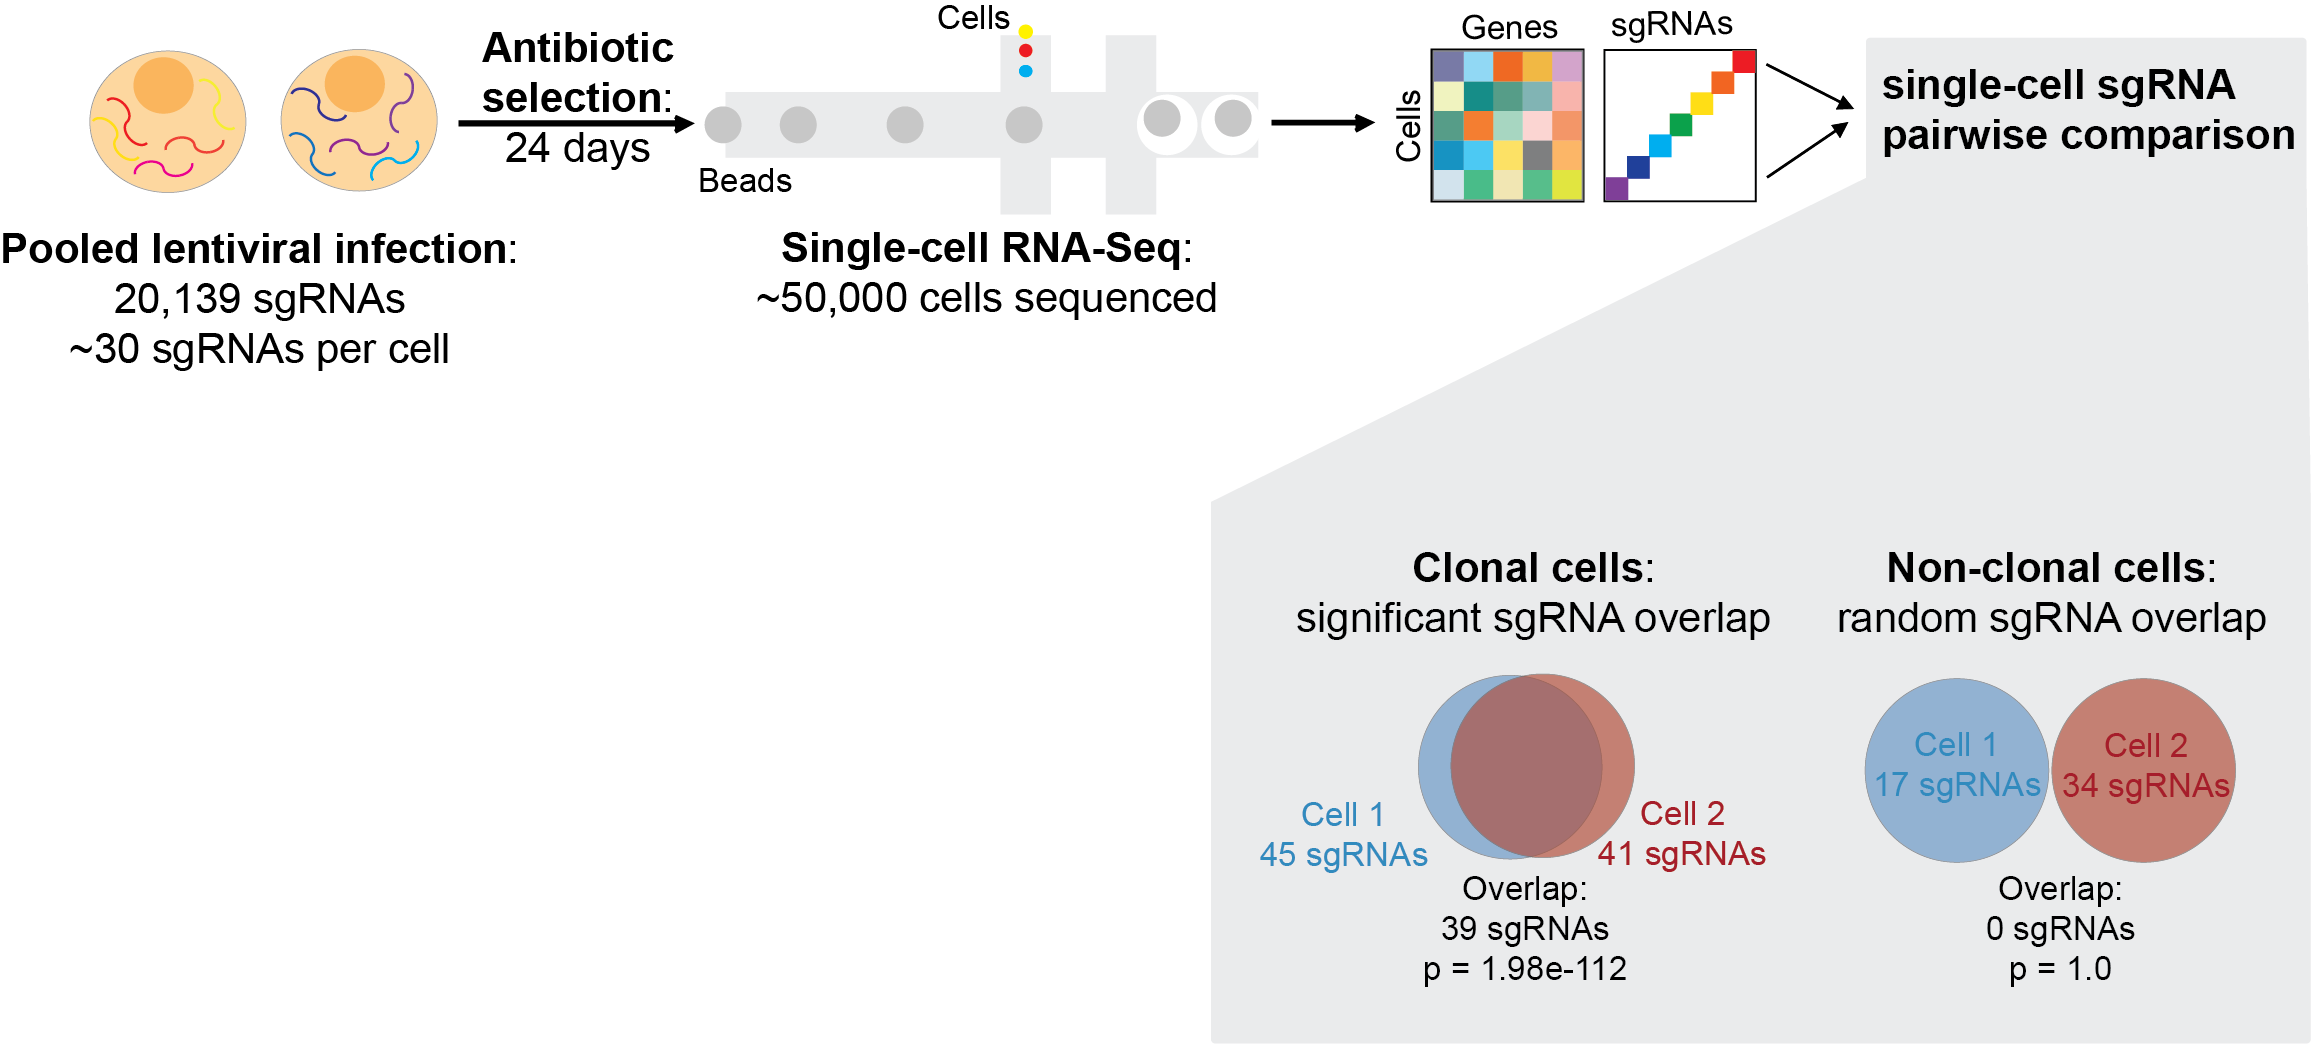 Antibiotic
selection:
24 days
Cells
Beads
Genes
Cells
sgRNAs
single-cell sgRNA
pairwise comparison
Pooled lentiviral infection:
20,139 sgRNAs
~30 sgRNAs per cell
Single-cell RNA-Seq:
~50,000 cells sequenced
Clonal cells:
significant sgRNA overlap
Cell 1
45 sgRNAs
Cell 2
41 sgRNAs
Overlap:
39 sgRNAs
p = 1.98e-112
Non-clonal cells:
random sgRNA overlap
Cell 1
17 sgRNAs
Cell 2
34 sgRNAs
Overlap:
0 sgRNAs
p = 1.0